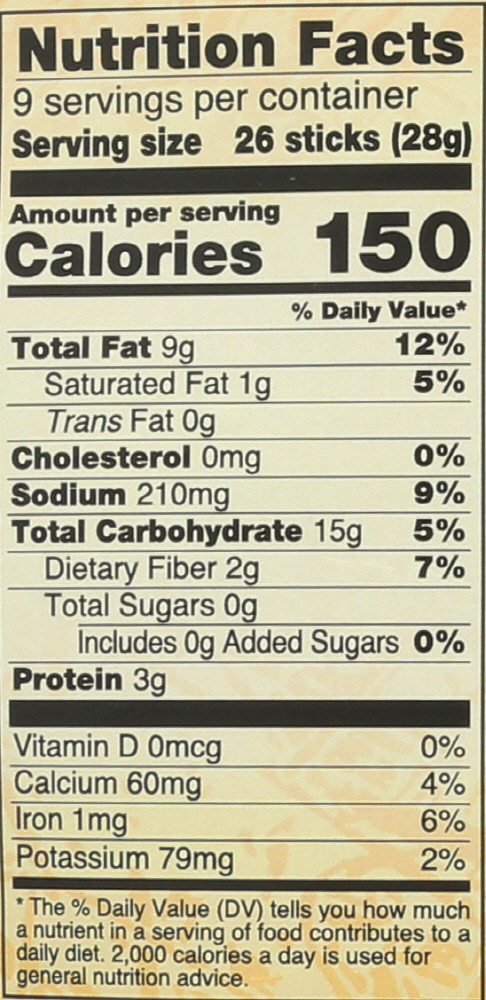 Nutrition Facts
9 servings per container
Serving size 26 sticks (28g)
Amount per serving
Calories 150
% Daily Value*
Total Fat 9g 12%
Saturated Fat 1g 5%
Trans Fat 0g
Cholesterol 0mg 0%
Sodium 210mg 9%
Total Carbohydrate 15g 5%
Dietary Fiber 2g 7%
Total Sugars 0g
Includes 0g Added Sugars 0%
Protein 3g
Vitamin D 0mcg 0%
Calcium 60mg 4%
Iron 1mg 6%
Potassium 79mg 2%
* The % Daily Value (DV) tells you how much
a nutrient in a serving of food contributes to a
daily diet. 2,000 calories a day is used for
general nutrition advice.